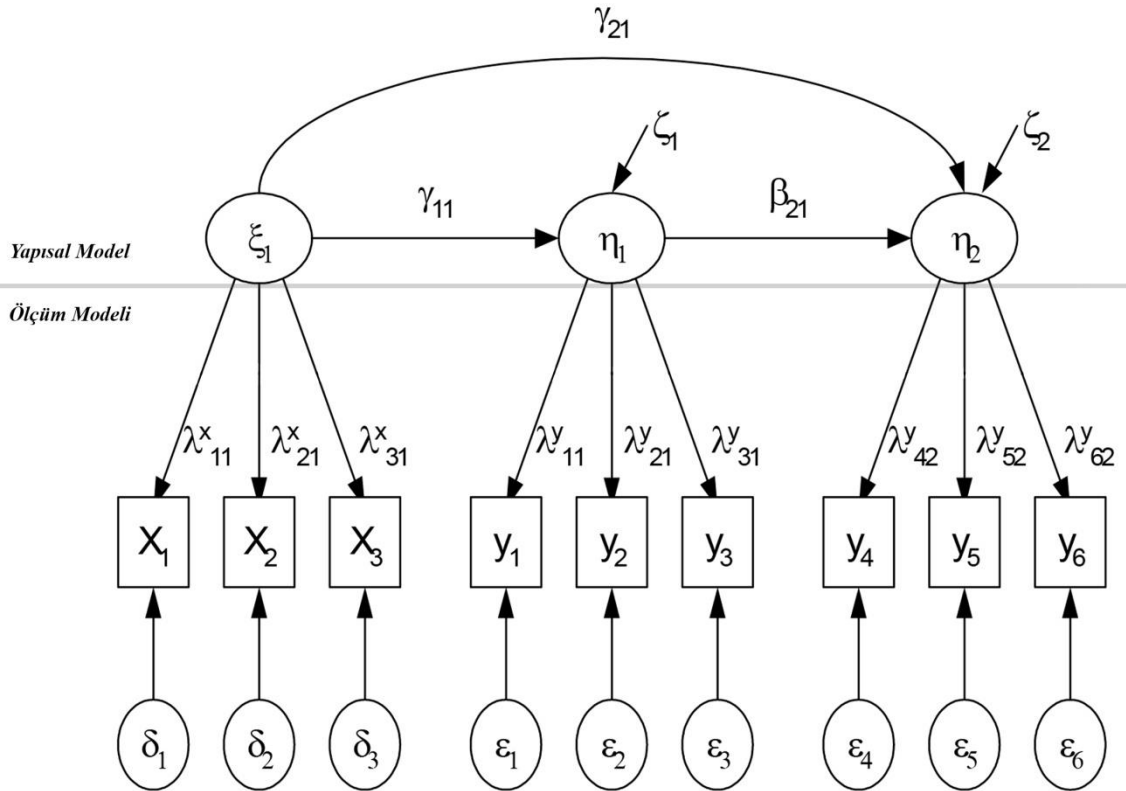 γ₂₁
ζ₁ ζ₂
γ₁₁ β₂₁
ξ₁ η₁ η₂
Yapısal Model
Ölçüm Modeli
λˣ₁₁ λˣ₂₁ λˣ₃₁ λʸ₁₁ λʸ₂₁ λʸ₃₁ λʸ₄₂ λʸ₅₂ λʸ₆₂
X₁ X₂ X₃ y₁ y₂ y₃ y₄ y₅ y₆
δ₁ δ₂ δ₃ ε₁ ε₂ ε₃ ε₄ ε₅ ε₆